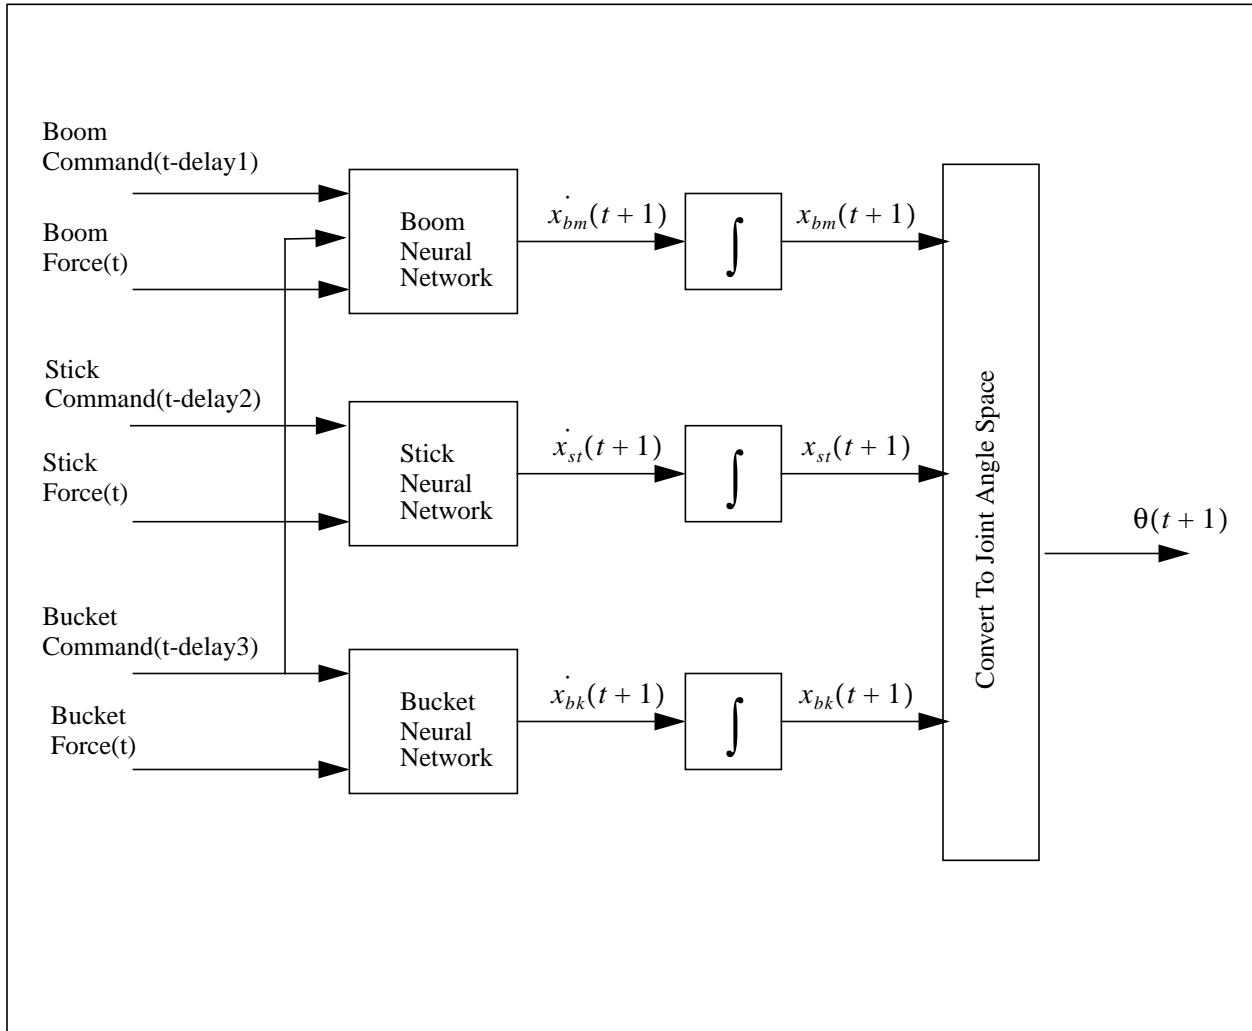 Boom
Command(t-delay1)
Boom
Force(t)
Boom
Neural
Network
ẋ_bm(t + 1)
∫
x_bm(t + 1)
Stick
Command(t-delay2)
Stick
Force(t)
Stick
Neural
Network
ẋ_st(t + 1)
∫
x_st(t + 1)
Bucket
Command(t-delay3)
Bucket
Force(t)
Bucket
Neural
Network
ẋ_bk(t + 1)
∫
x_bk(t + 1)
Convert To Joint Angle Space
θ(t + 1)